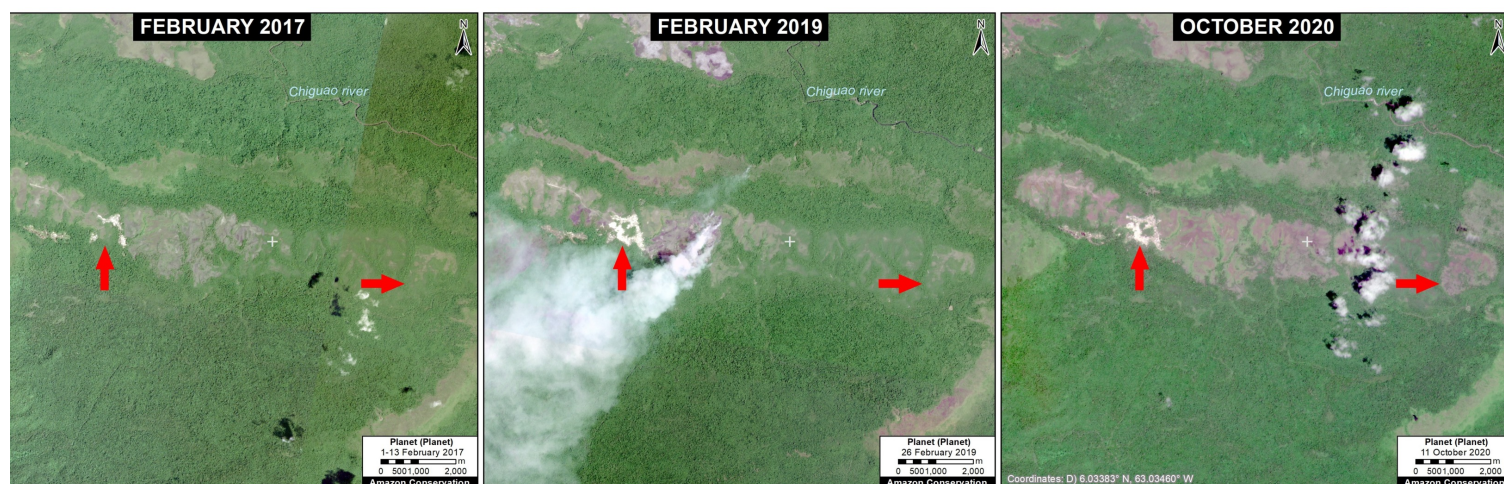 FEBRUARY 2017
N
Chiguao river
Planet (Planet)
1-13 February 2017
0 500 1,000 2,000 m
Amazon Conservation
FEBRUARY 2019
N
Chiguao river
Planet (Planet)
26 February 2019
0 500 1,000 2,000 m
Amazon Conservation
OCTOBER 2020
N
Chiguao river
Planet (Planet)
11 October 2020
0 500 1,000 2,000 m
Amazon Conservation
Coordinates: D) 6.03383° N, 63.03460° W